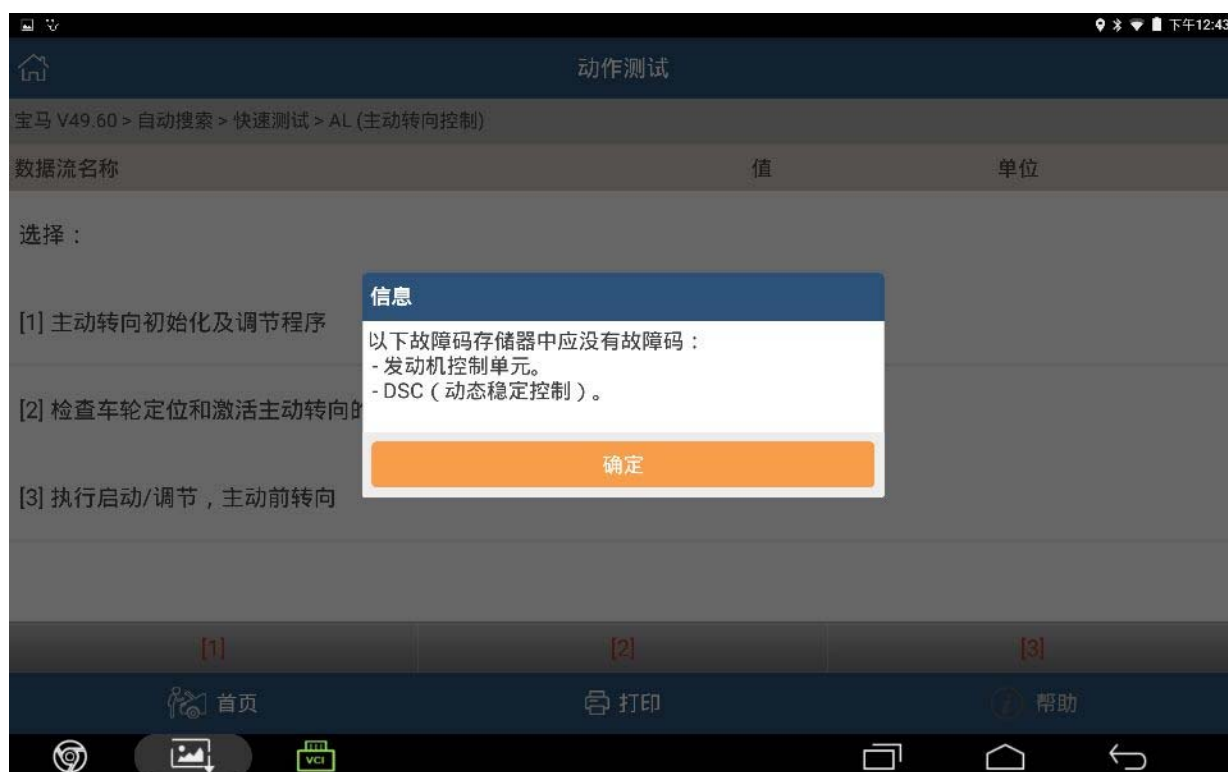 下午12:43
动作测试
宝马 V49.60 > 自动搜索 > 快速测试 > AL (主动转向控制)
数据流名称 值 单位
选择：
[1] 主动转向初始化及调节程序
[2] 检查车轮定位和激活主动转向
[3] 执行启动/调节，主动前转向
信息
以下故障码存储器中应没有故障码：
- 发动机控制单元。
- DSC（动态稳定控制）。
确定
[1] [2] [3]
首页 打印 帮助
VCI